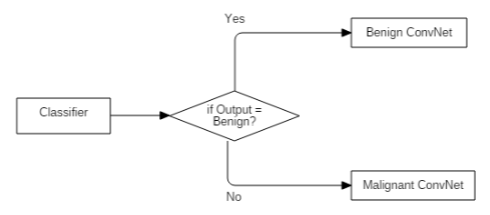 Yes
Benign ConvNet
Classifier
if Output =
Benign?
Malignant ConvNet
No